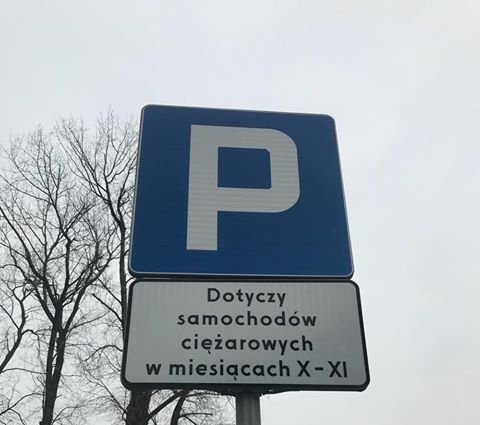 P
Dotyczy
samochodów
ciężarowych
w miesiącach X-XI